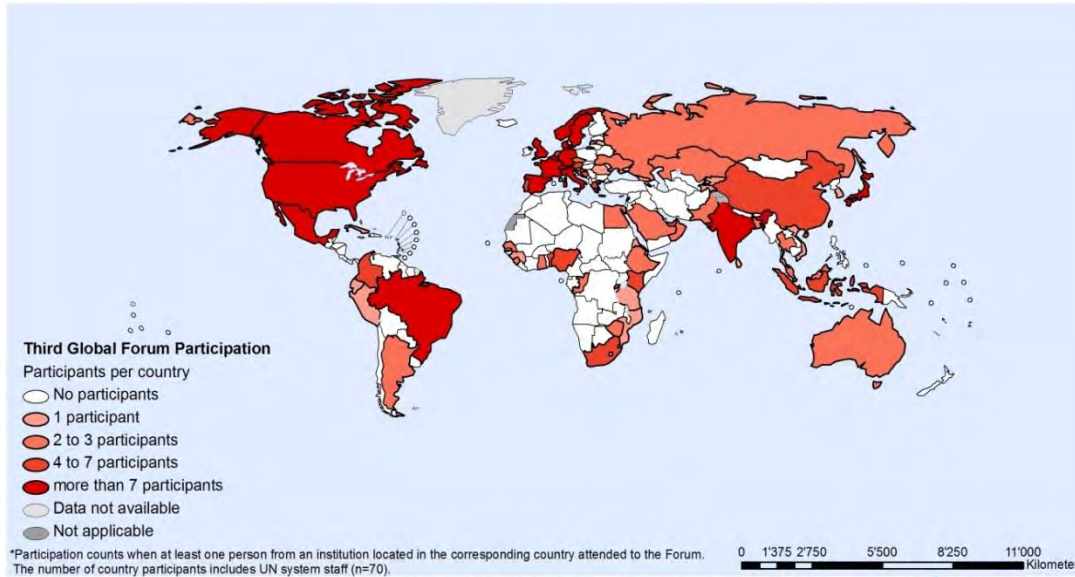 Third Global Forum Participation
Participants per country
No participants
1 participant
2 to 3 participants
4 to 7 participants
more than 7 participants
Data not available
Not applicable
*Participation counts when at least one person from an institution located in the corresponding country attended to the Forum.
The number of country participants includes UN system staff (n=70).
0 1'375 2'750 5'500 8'250 11'000
Kilomete